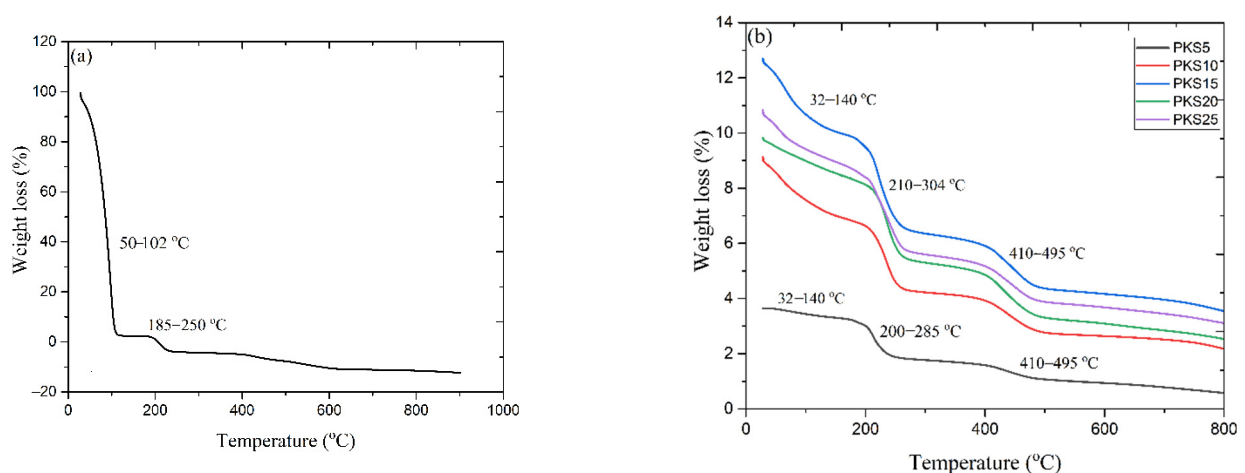 (a)
120
100
80
60
40
20
0
−20
Weight loss (%)
50−102 °C
185−250 °C
0
200
400
600
800
1000
Temperature (°C)
(b)
14
12
10
8
6
4
2
0
Weight loss (%)
PKS5
PKS10
PKS15
PKS20
PKS25
32−140 °C
210−304 °C
410−495 °C
32−140 °C
200−285 °C
410−495 °C
0
200
400
600
800
Temperature (°C)